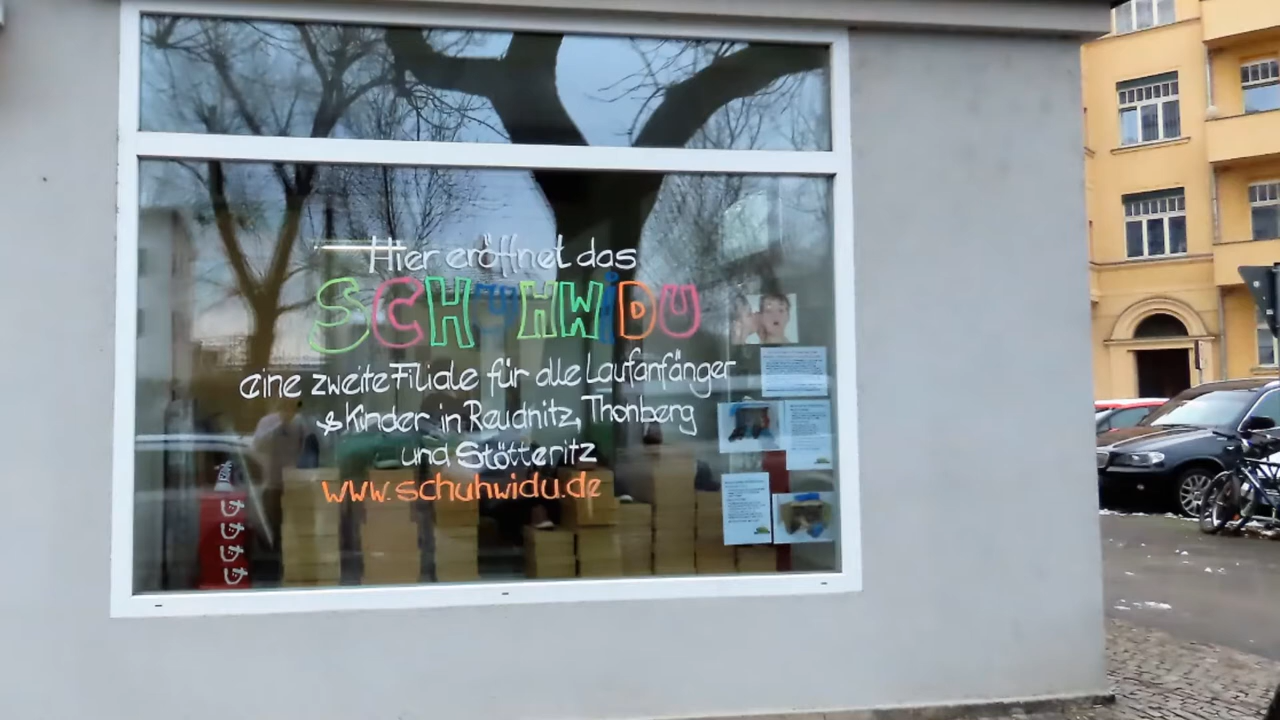 Hier eröffnet das
SCHUHWiDU
eine zweite Filiale für alle Laufanfänger
& Kinder in Reudnitz, Thonberg
und Stötteritz
www.schuhwidu.de